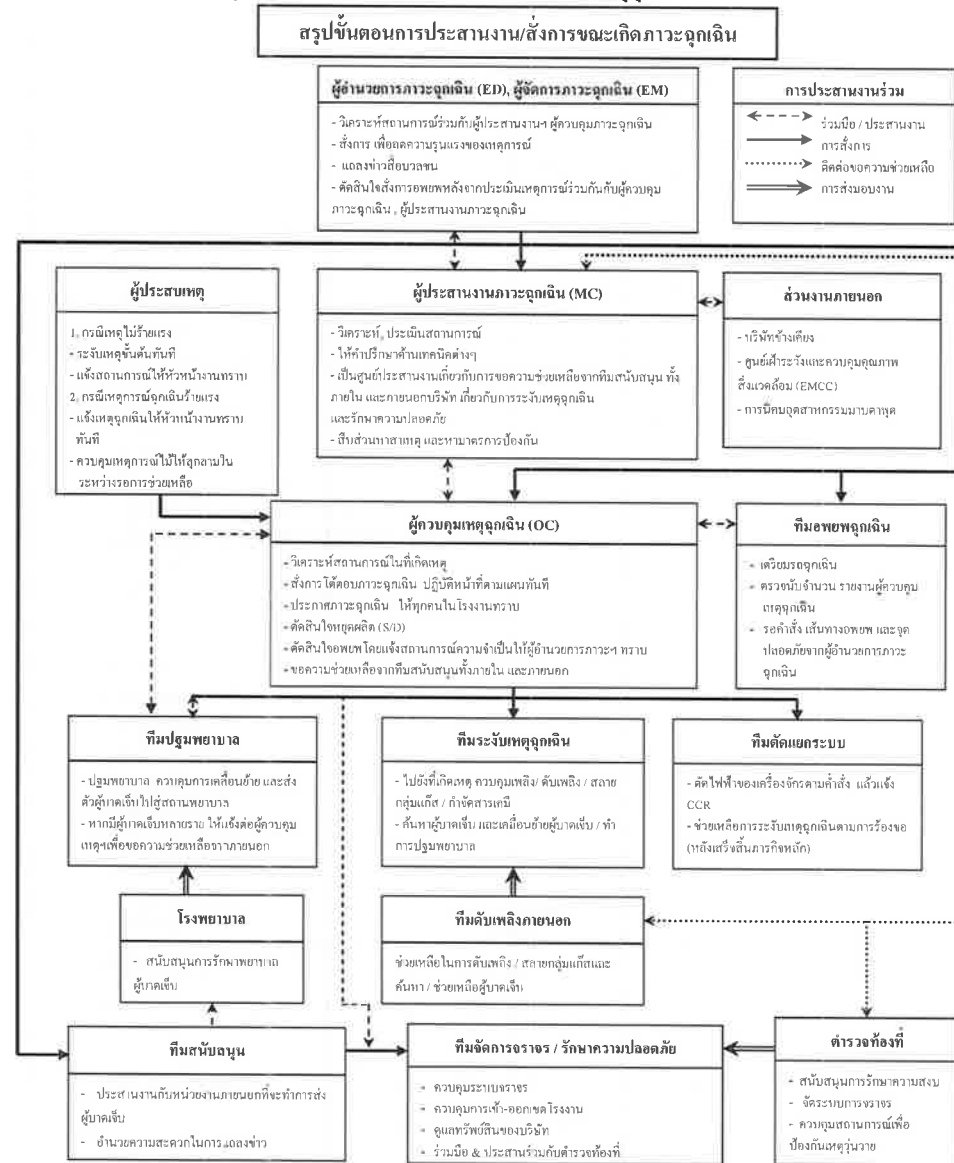 สรุปขั้นตอนการประสานงาน/สั่งการขณะเกิดภาวะฉุกเฉิน
ผู้อำนวยการภาวะฉุกเฉิน (ED), ผู้จัดการภาวะฉุกเฉิน (EM)
- วิเคราะห์สถานการณ์ร่วมกับผู้ประสานงานฯ ผู้ควบคุมภาวะฉุกเฉิน
- สั่งการ เพื่อลดความรุนแรงของเหตุการณ์
- แถลงข่าวสื่อมวลชน
- ตัดสินใจสั่งการอพยพหลังจากประเมินเหตุการณ์ร่วมกันกับผู้ควบคุม
ภาวะฉุกเฉิน , ผู้ประสานงานภาวะฉุกเฉิน
การประสานงานร่วม
ร่วมมือ / ประสานงาน
การสั่งการ
ติดต่อขอความช่วยเหลือ
การส่งมอบงาน
ผู้ประสบเหตุ
1. กรณีเหตุไม่ร้ายแรง
- ระงับเหตุขั้นต้นทันที
- แจ้งสถานการณ์ให้หัวหน้างานทราบ
2. กรณีเหตุการณ์ฉุกเฉินร้ายแรง
- แจ้งเหตุฉุกเฉินให้หัวหน้างานทราบ
ทันที
- ควบคุมเหตุการณ์ไม่ให้ลุกลามใน
ระหว่างรอการช่วยเหลือ
ผู้ประสานงานภาวะฉุกเฉิน (MC)
- วิเคราะห์, ประเมินสถานการณ์
- ให้คำปรึกษาด้านเทคนิคต่างๆ
- เป็นศูนย์ประสานงานเกี่ยวกับการขอความช่วยเหลือจากทีมสนับสนุน ทั้ง
ภายใน และภายนอกบริษัท เกี่ยวกับการระงับเหตุฉุกเฉิน
และรักษาความปลอดภัย
- สืบส่วนหาสาเหตุ และหามาตรการป้องกัน
ส่วนงานภายนอก
- บริษัทข้างเคียง
- ศูนย์เฝ้าระวังและควบคุมคุณภาพ
สิ่งแวดล้อม (EMCC)
- การนิคมอุตสาหกรรมมาบตาพุด
ผู้ควบคุมเหตุฉุกเฉิน (OC)
- วิเคราะห์สถานการณ์ในที่เกิดเหตุ
- สั่งการ โต้ตอบภาวะฉุกเฉิน ปฏิบัติหน้าที่ตามแผนทันที
- ประกาศภาวะฉุกเฉิน ให้ทุกคนในโรงงานทราบ
- ตัดสินใจหยุดผลิต (S/D)
- ตัดสินใจอพยพ โดยแจ้งสถานการณ์ความจำเป็นให้ผู้อำนวยการภาวะฯ ทราบ
- ขอความช่วยเหลือจากทีมสนับสนุนทั้งภายใน และภายนอก
ทีมอพยพฉุกเฉิน
- เตรียมรถฉุกเฉิน
- ตรวจนับจำนวน รายงานผู้ควบคุม
เหตุฉุกเฉิน
- รอคำสั่ง เส้นทางอพยพ และจุด
ปลอดภัยจากผู้อำนวยการภาวะ
ฉุกเฉิน
ทีมปฐมพยาบาล
- ปฐมพยาบาล ควบคุมการเคลื่อนย้าย และส่ง
ตัวผู้บาดเจ็บไปสู่สถานพยาบาล
- หากมีผู้บาดเจ็บหลายราย ให้แจ้งต่อผู้ควบคุม
เหตุฯเพื่อขอความช่วยเหลือจากภายนอก
ทีมระงับเหตุฉุกเฉิน
- ไปยังที่เกิดเหตุ ควบคุมเพลิง/ ดับเพลิง / สลาย
กลุ่มแก๊ส / กำจัดสารเคมี
- ค้นหาผู้บาดเจ็บ และเคลื่อนย้ายผู้บาดเจ็บ / ทำ
การปฐมพยาบาล
ทีมตัดแยกระบบ
- ตัดไฟฟ้าของเครื่องจักรตามคำสั่ง แล้วแจ้ง
CCR
- ช่วยเหลือการระงับเหตุฉุกเฉินตามการร้องขอ
(หลังเสร็จสิ้นภารกิจหลัก)
โรงพยาบาล
- สนับสนุนการรักษาพยาบาล
ผู้บาดเจ็บ
ทีมดับเพลิงภายนอก
ช่วยเหลือในการดับเพลิง / สลายกลุ่มแก๊สและ
ค้นหา / ช่วยเหลือผู้บาดเจ็บ
ทีมสนับสนุน
- ประสานงานกับหน่วยงานภายนอกที่จะทำการส่ง
ผู้บาดเจ็บ
- อำนวยความสะดวกในการแถลงข่าว
ทีมจัดการจราจร / รักษาความปลอดภัย
- ควบคุมระบบจราจร
- ควบคุมการเข้า-ออกเขตโรงงาน
- ดูแลทรัพย์สินของบริษัท
- ร่วมมือ & ประสานร่วมกับตำรวจท้องที่
ตำรวจท้องที่
- สนับสนุนการรักษาความสงบ
- จัดระบบการจราจร
- ควบคุมสถานการณ์เพื่อ
ป้องกันเหตุวุ่นวาย